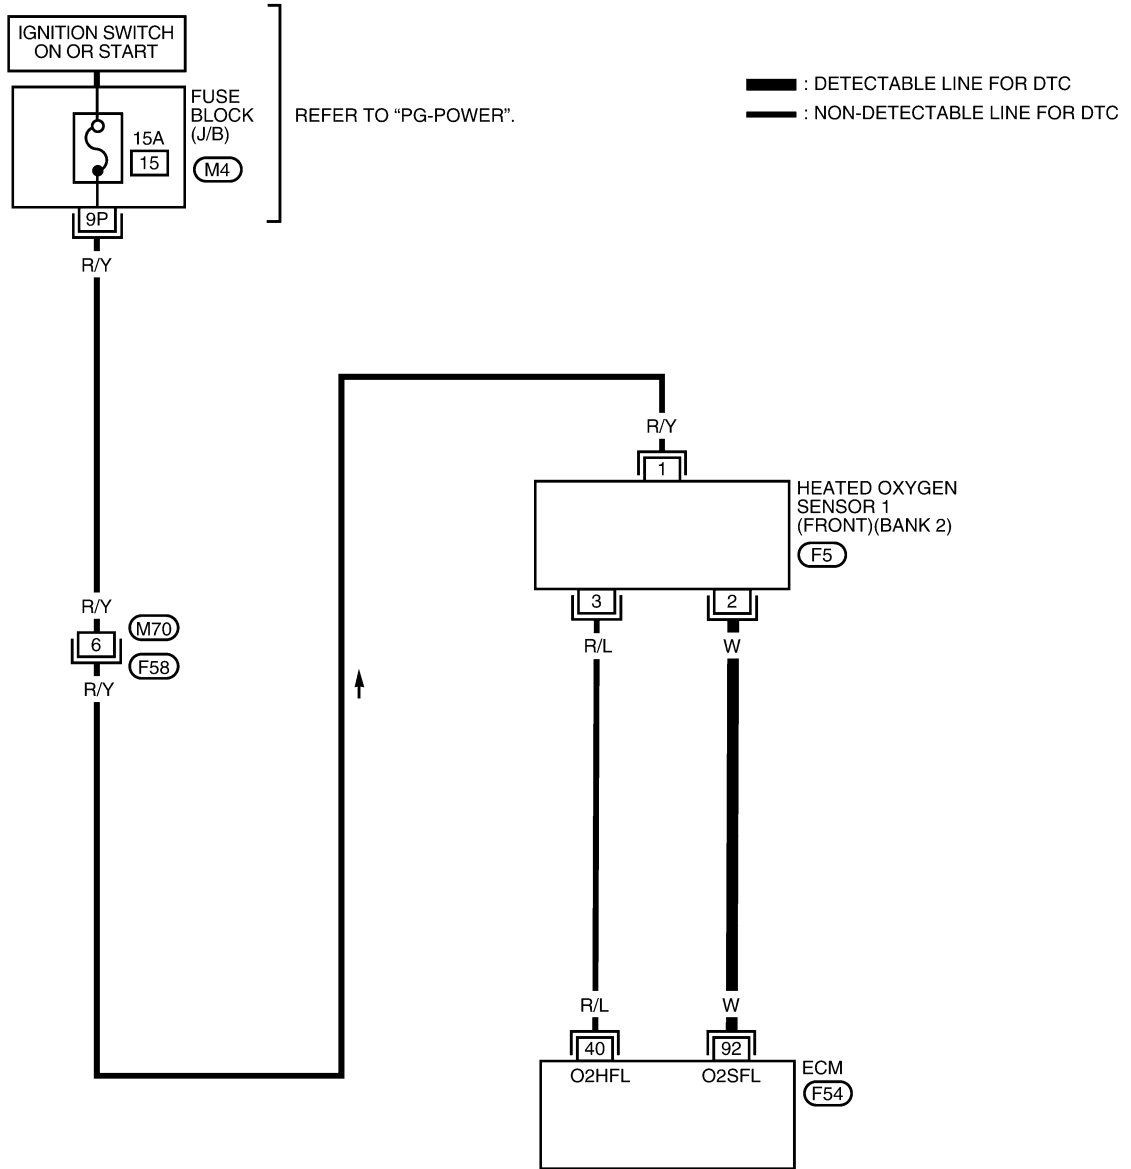 IGNITION SWITCH
ON OR START
FUSE
BLOCK
(J/B)
15A
15
M4
9P
REFER TO “PG-POWER”.
: DETECTABLE LINE FOR DTC
: NON-DETECTABLE LINE FOR DTC
R/Y
R/Y
1
HEATED OXYGEN
SENSOR 1
(FRONT)(BANK 2)
F5
3
2
R/Y
M70
6
F58
R/Y
R/L
W
R/L
W
40
92
O2HFL
O2SFL
ECM
F54